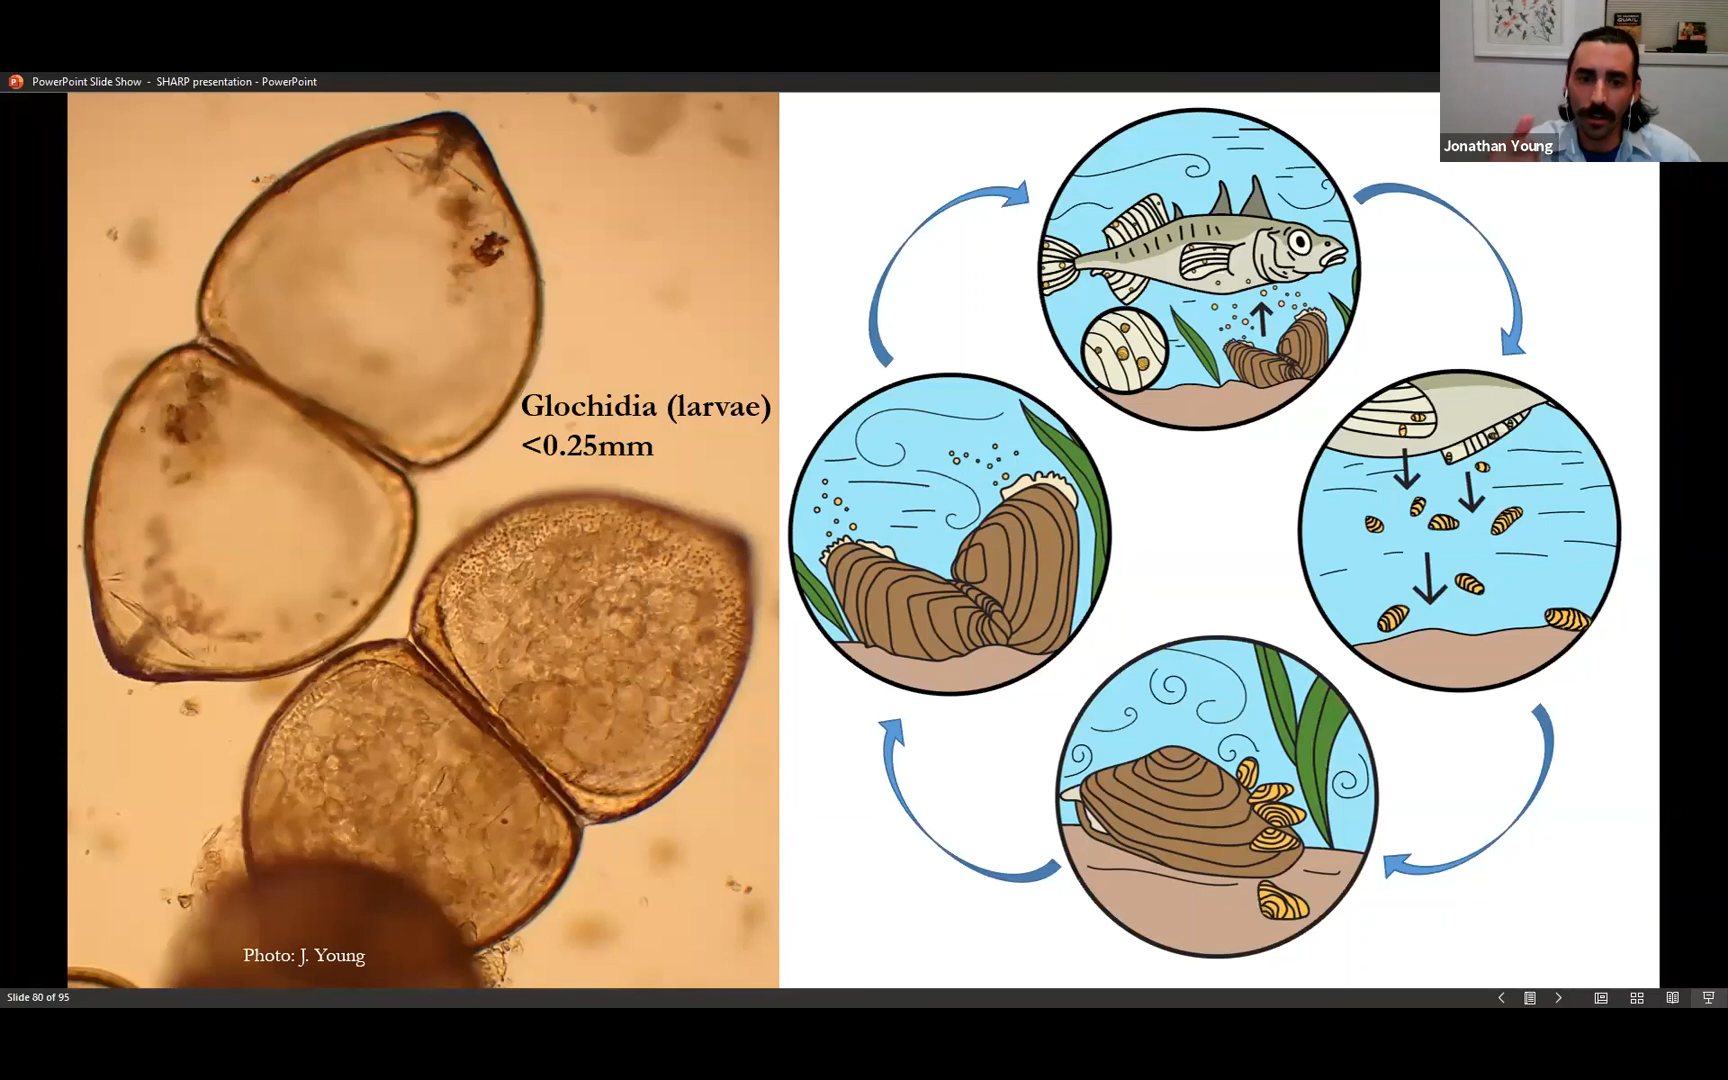 PowerPoint Slide Show - SHARP presentation - PowerPoint
Jonathan Young
Glochidia (larvae)
<0.25mm
Photo: J. Young
Slide 80 of 95